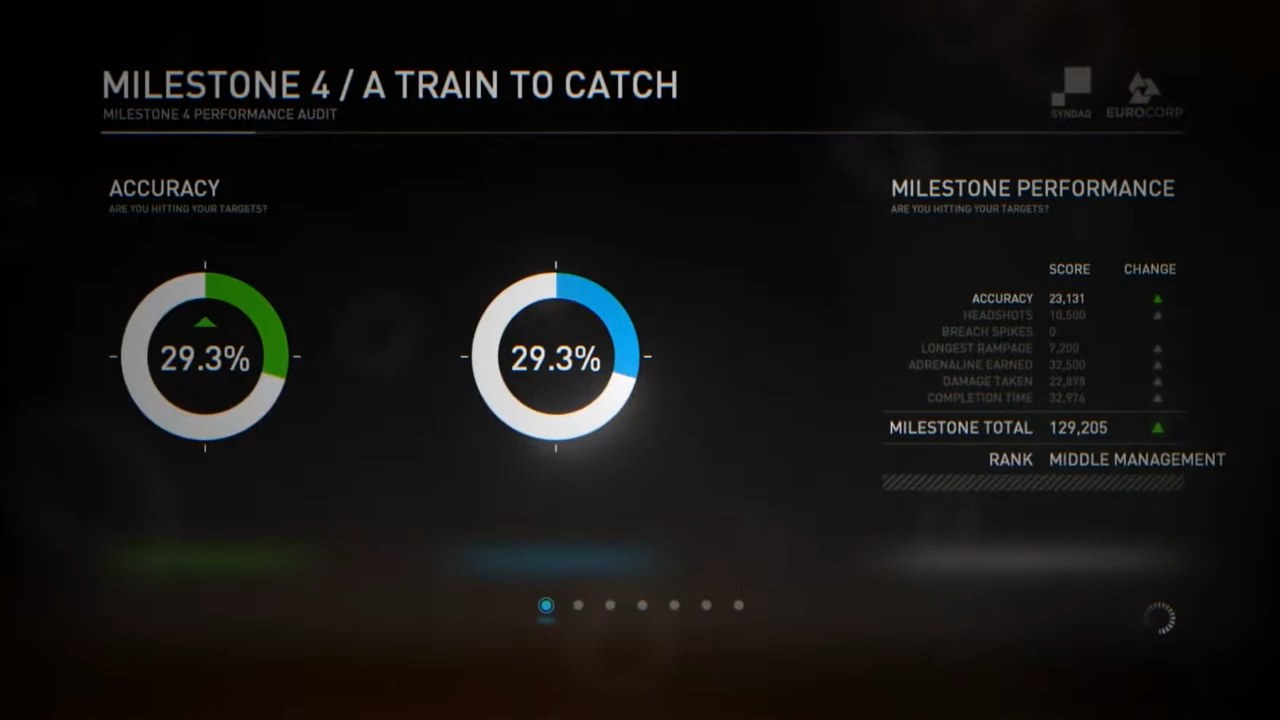 MILESTONE 4 / A TRAIN TO CATCH
MILESTONE 4 PERFORMANCE AUDIT
SYNDAD
EUROCORP
ACCURACY
ARE YOU HITTING YOUR TARGETS?
29.3%
29.3%
MILESTONE PERFORMANCE
ARE YOU HITTING YOUR TARGETS?
SCORE CHANGE
ACCURACY 23,131
HEADSHOTS 10,500
BREACH SPIKES 0
LONGEST RAMPAGE 7,200
ADRENALINE EARNED 32,500
DAMAGE TAKEN 22,898
COMPLETION TIME 32,976
MILESTONE TOTAL 129,205
RANK MIDDLE MANAGEMENT